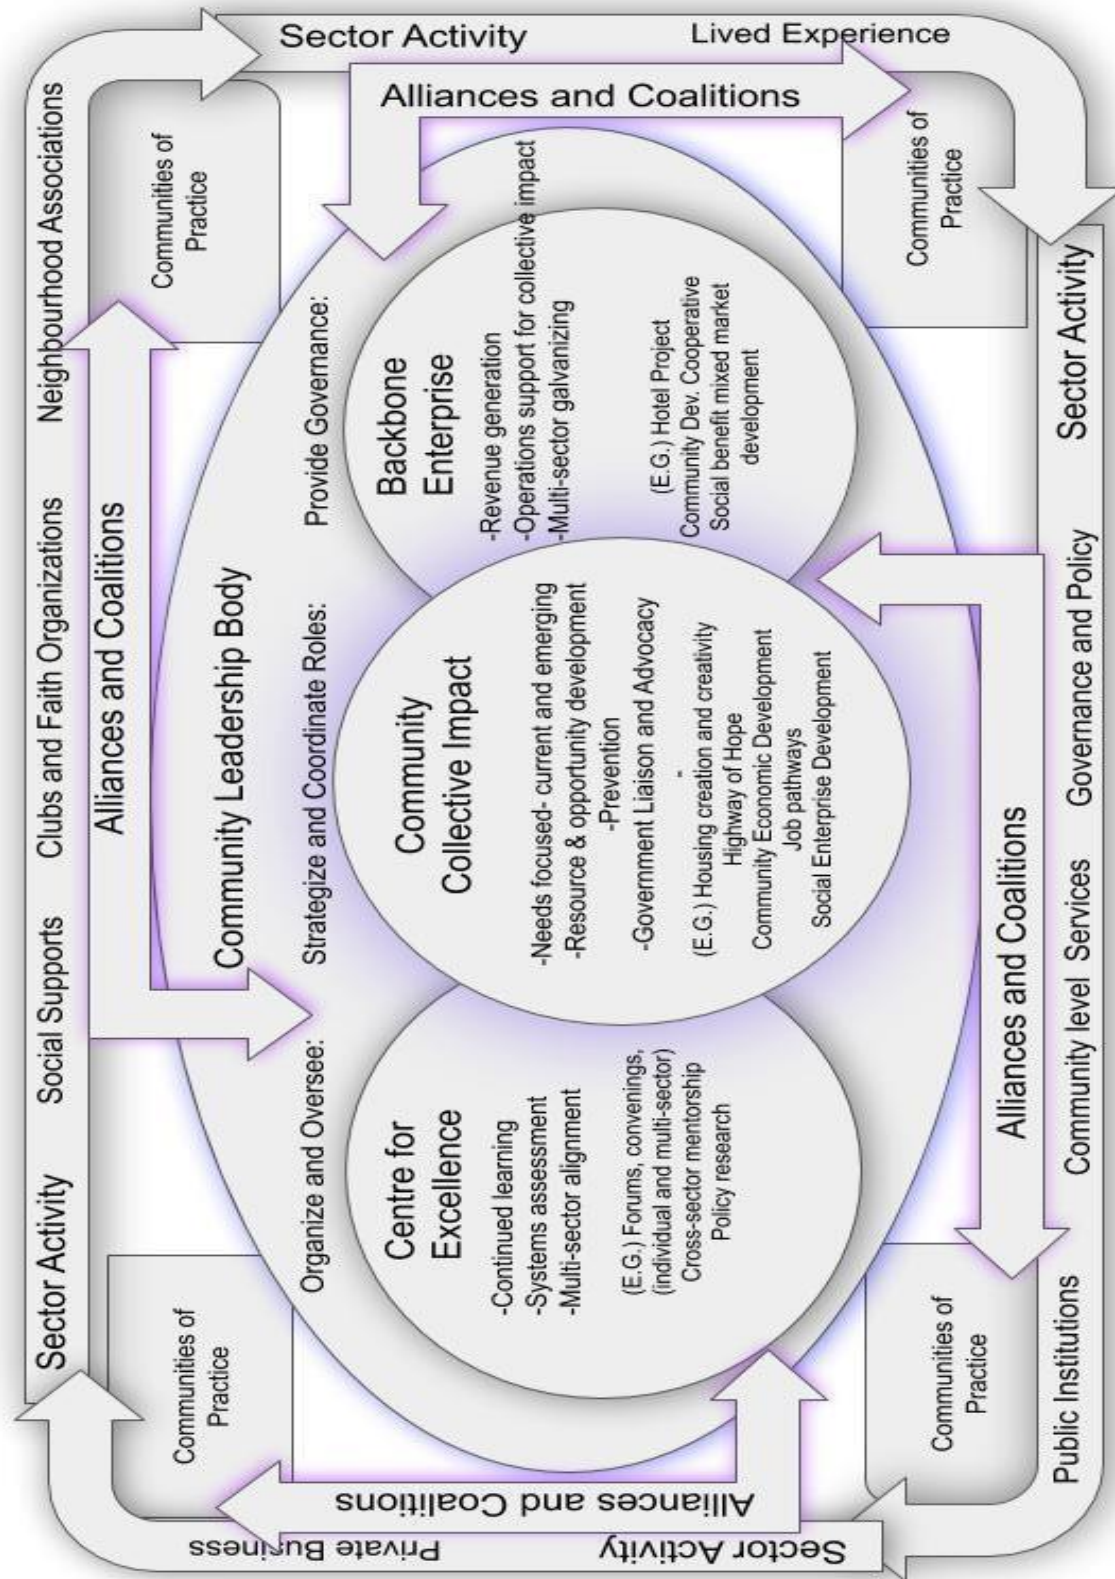 Sector Activity
Social Supports
Clubs and Faith Organizations
Neighbourhood Associations
Alliances and Coalitions
Communities of
Practice
Communities of
Practice
Sector Activity
Lived Experience
Alliances and Coalitions
Community Leadership Body
Organize and Oversee:
Strategize and Coordinate Roles:
Provide Governance:
Centre for
Excellence
-Continued learning
-Systems assessment
-Multi-sector alignment
(E.G.) Forums, convenings,
(individual and multi-sector)
Cross-sector mentorship
Policy research
Community
Collective Impact
-Needs focused- current and emerging
-Resource & opportunity development
-Prevention
-Government Liaison and Advocacy
-
(E.G.) Housing creation and creativity
Highway of Hope
Community Economic Development
Job pathways
Social Enterprise Development
Backbone
Enterprise
-Revenue generation
-Operations support for collective impact
-Multi-sector galvanizing
(E.G.) Hotel Project
Community Dev. Cooperative
Social benefit mixed market
development
Private Business
Sector Activity
Alliances and Coalitions
Communities of
Practice
Communities of
Practice
Alliances and Coalitions
Public Institutions
Community level Services
Governance and Policy
Sector Activity